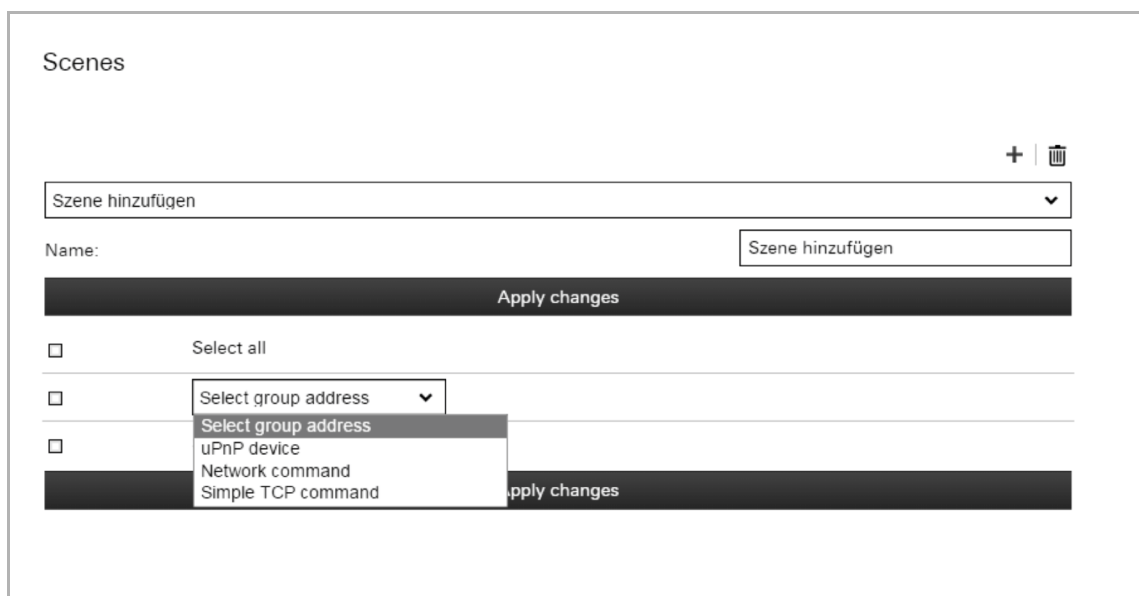 Scenes
Szene hinzufügen
Name:
Szene hinzufügen
Apply changes
Select all
Select group address
Select group address
uPnP device
Network command
Simple TCP command
Apply changes